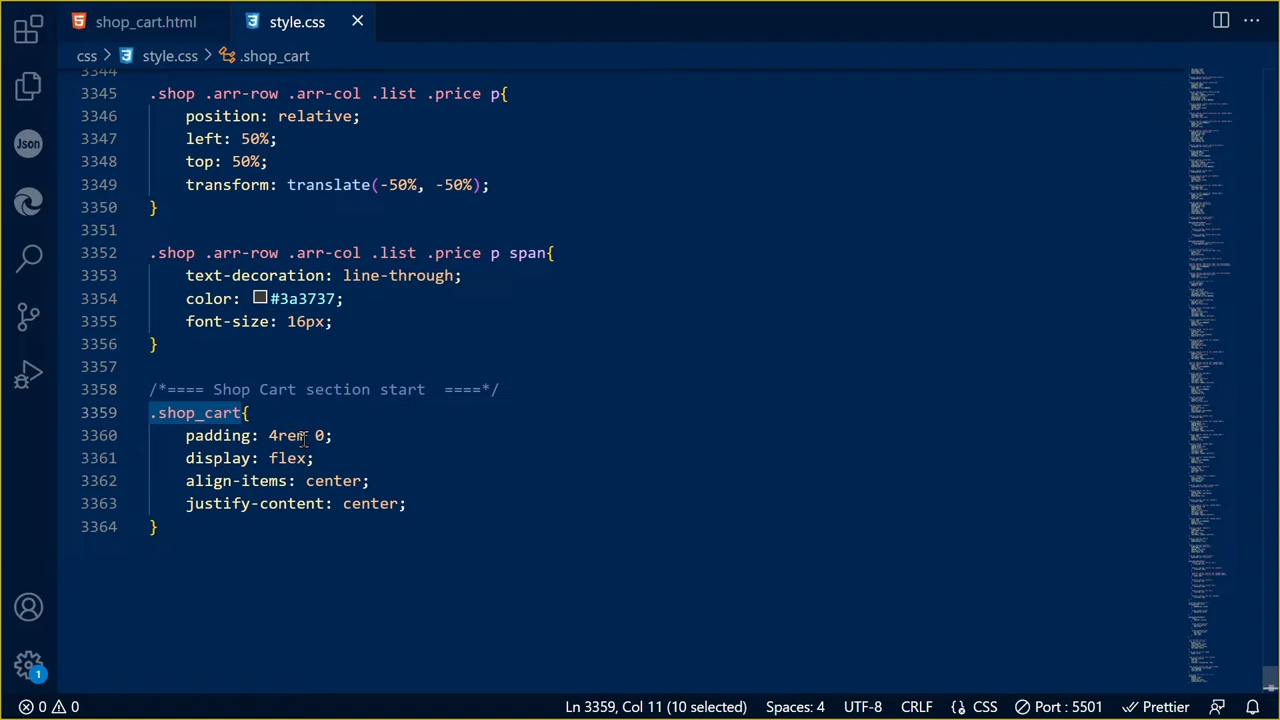 shop_cart.html
style.css
css
style.css
.shop_cart
3344
3345 .shop .arr-row .arr-col .list .price p{
3346 position: relative;
3347 left: 50%;
3348 top: 50%;
3349 transform: translate(-50%, -50%);
3350 }
3351
3352 .shop .arr-row .arr-col .list .price p span{
3353 text-decoration: line-through;
3354 color: #3a3737;
3355 font-size: 16px;
3356 }
3357
3358 /*==== Shop Cart section start ====*/
3359 .shop_cart{
3360 padding: 4rem 0;
3361 display: flex;
3362 align-items: center;
3363 justify-content: center;
3364 }
Json
1
0 0 Ln 3359, Col 11 (10 selected) Spaces: 4 UTF-8 CRLF CSS Port : 5501 Prettier